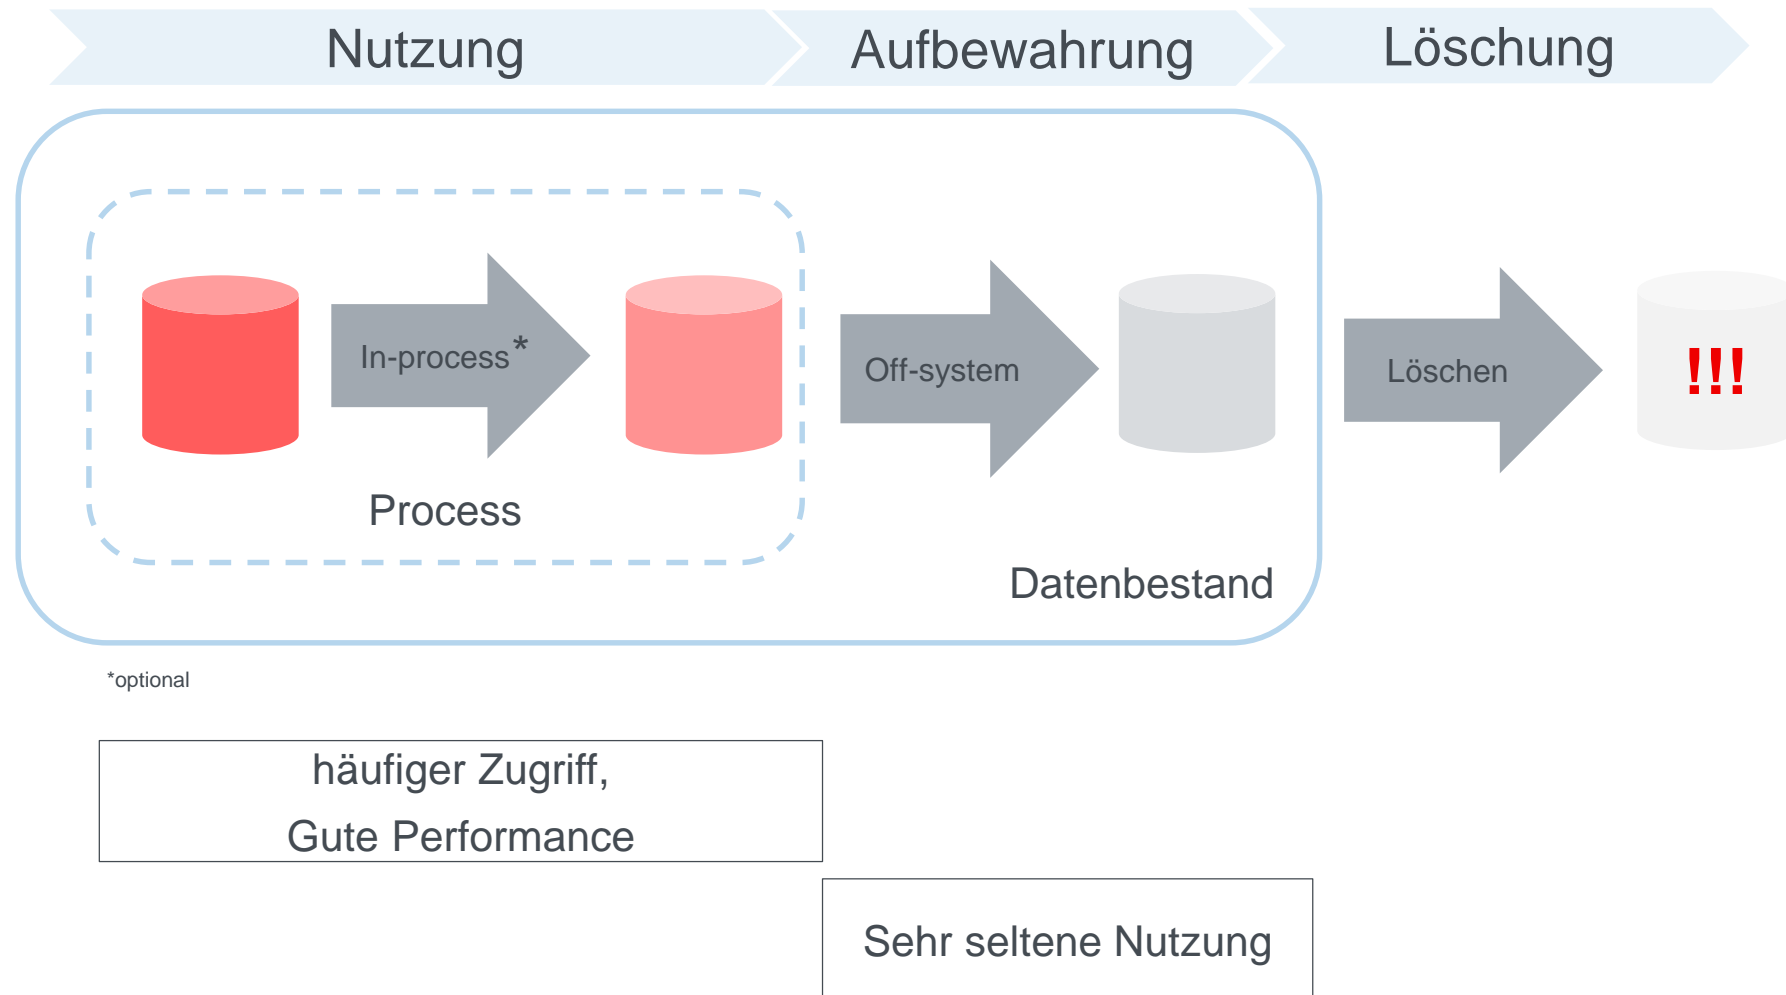 Nutzung
Aufbewahrung
Löschung
In-process*
Off-system
Löschen
!!!
Process
Datenbestand
*optional
häufiger Zugriff,
Gute Performance
Sehr seltene Nutzung